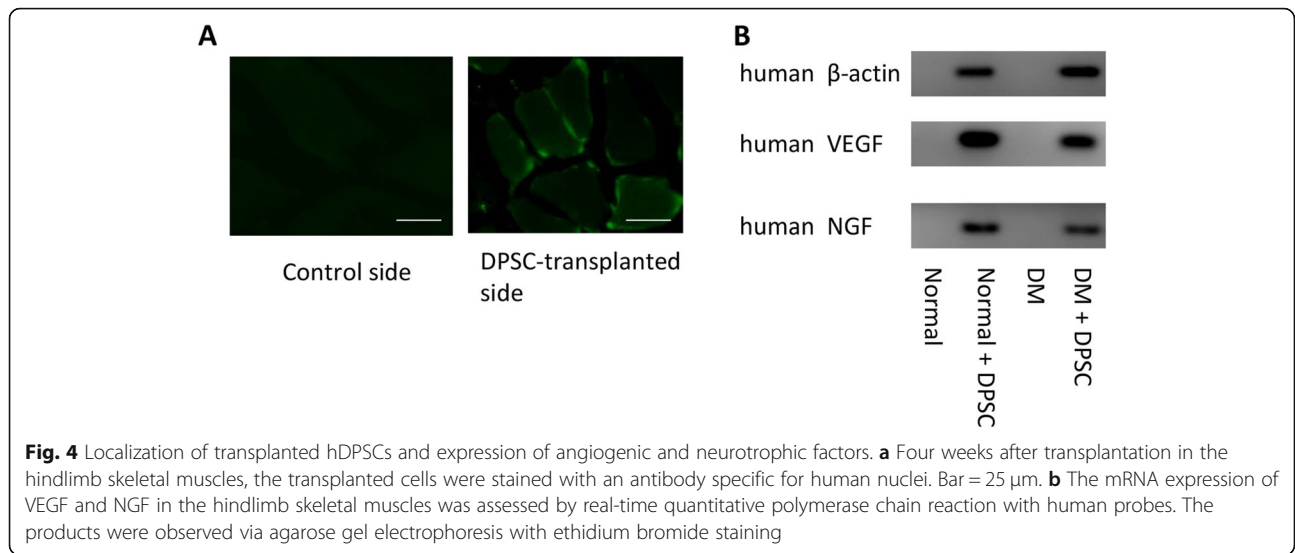 A
B
Control side
DPSC-transplanted
side
human β-actin
human VEGF
human NGF
Normal
Normal + DPSC
DM
DM + DPSC
Fig. 4 Localization of transplanted hDPSCs and expression of angiogenic and neurotrophic factors. a Four weeks after transplantation in the
hindlimb skeletal muscles, the transplanted cells were stained with an antibody specific for human nuclei. Bar = 25 μm. b The mRNA expression of
VEGF and NGF in the hindlimb skeletal muscles was assessed by real-time quantitative polymerase chain reaction with human probes. The
products were observed via agarose gel electrophoresis with ethidium bromide staining